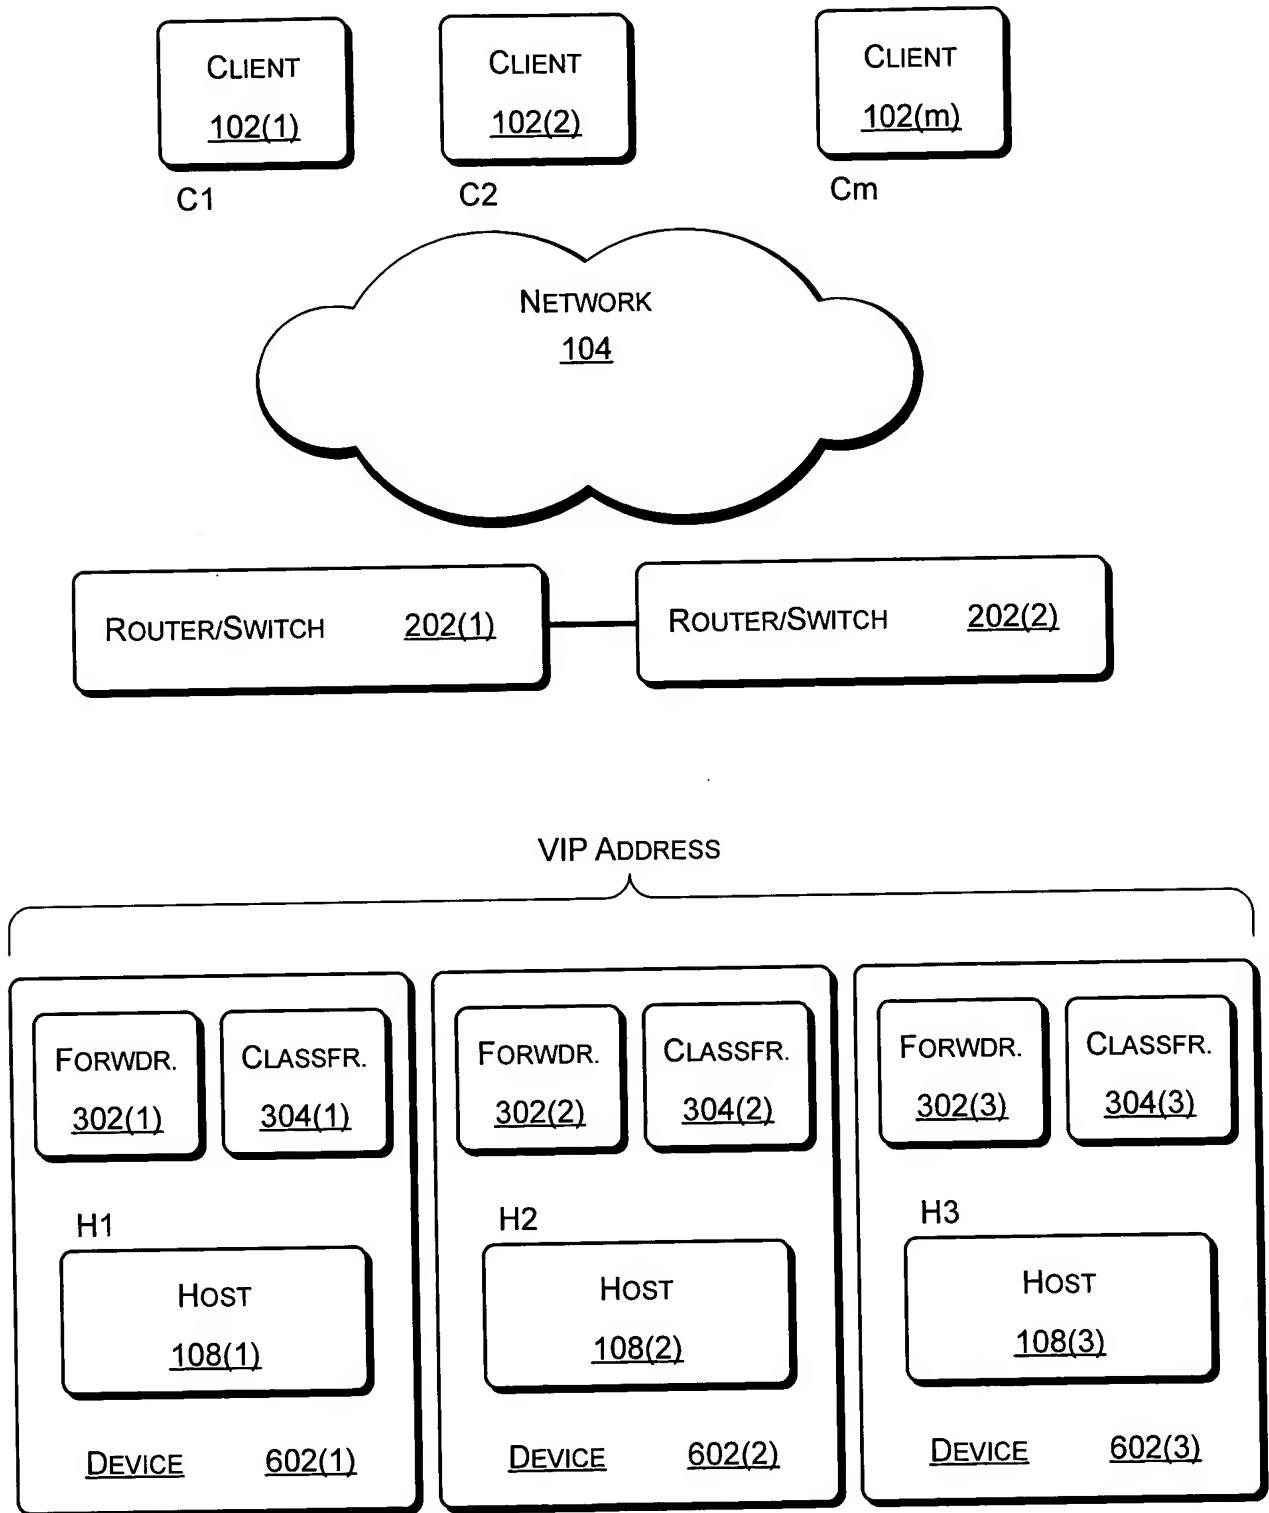 CLIENT
102(1)
C1
CLIENT
102(2)
C2
CLIENT
102(m)
Cm
NETWORK
104
ROUTER/SWITCH 202(1)
ROUTER/SWITCH 202(2)
VIP ADDRESS
FORWDR.
302(1)
CLASSFR.
304(1)
H1
HOST
108(1)
DEVICE 602(1)
FORWDR.
302(2)
CLASSFR.
304(2)
H2
HOST
108(2)
DEVICE 602(2)
FORWDR.
302(3)
CLASSFR.
304(3)
H3
HOST
108(3)
DEVICE 602(3)